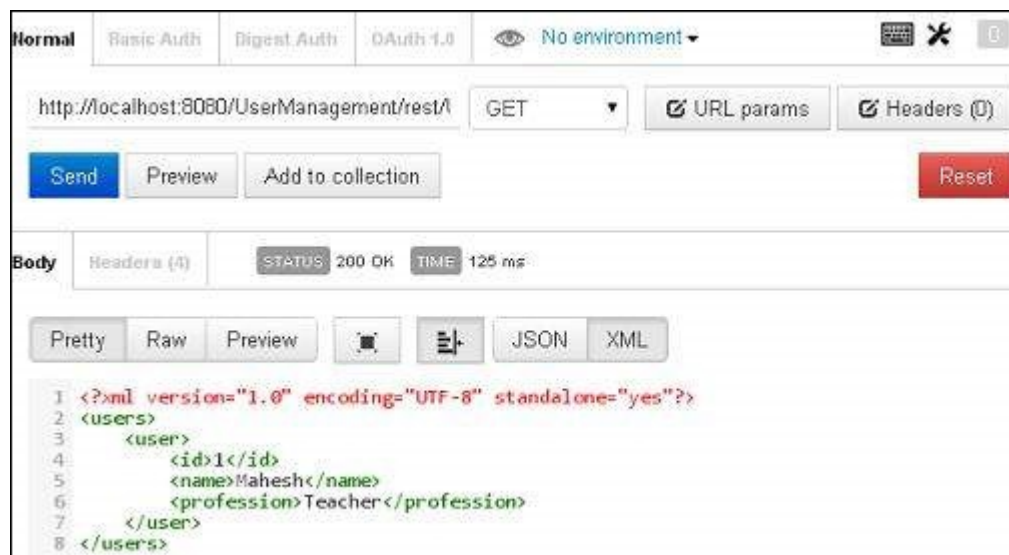 Normal Basic Auth Digest Auth OAuth 1.0 No environment 0
http://localhost:8080/UserManagement/rest/ GET URL params Headers (0)
Send Preview Add to collection Reset
Body Headers (4) STATUS 200 OK TIME 125 ms
Pretty Raw Preview JSON XML
1 <?xml version="1.0" encoding="UTF-8" standalone="yes"?>
2 <users>
3 <user>
4 <id>1</id>
5 <name>Mahesh</name>
6 <profession>Teacher</profession>
7 </user>
8 </users>